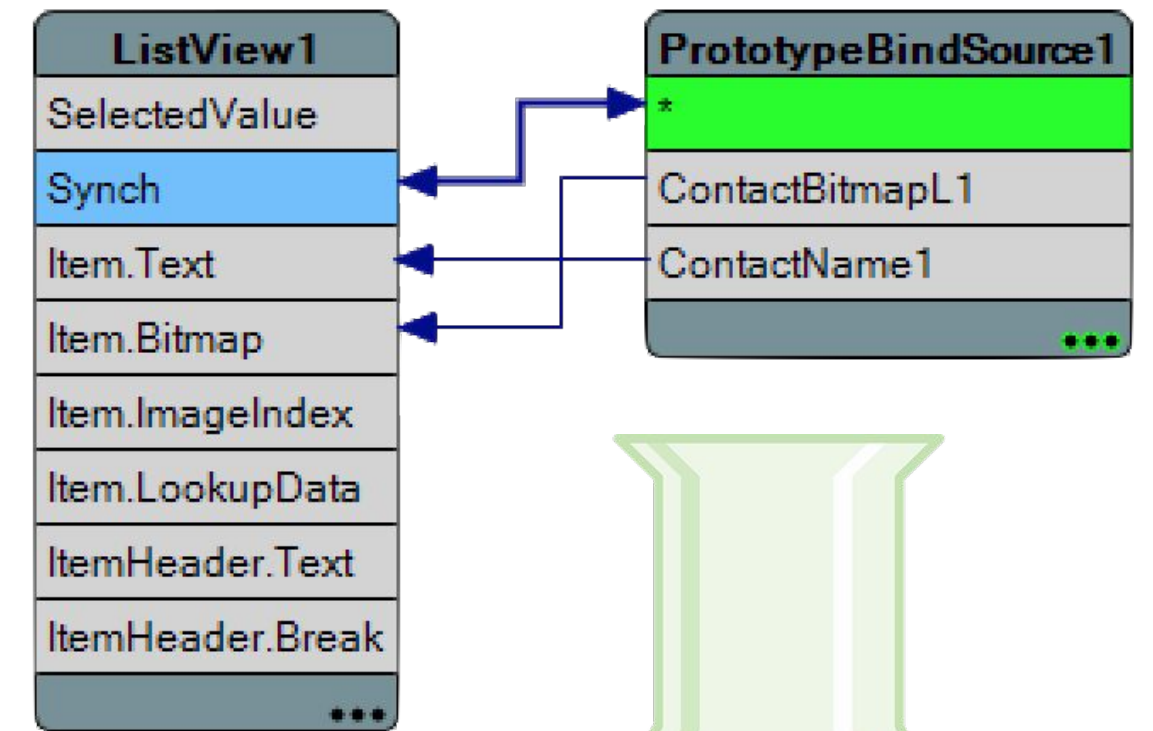 ListView1
SelectedValue
Synch
Item.Text
Item.Bitmap
Item.ImageIndex
Item.LookupData
ItemHeader.Text
ItemHeader.Break
•••
PrototypeBindSource1
*
ContactBitmapL1
ContactName1
•••